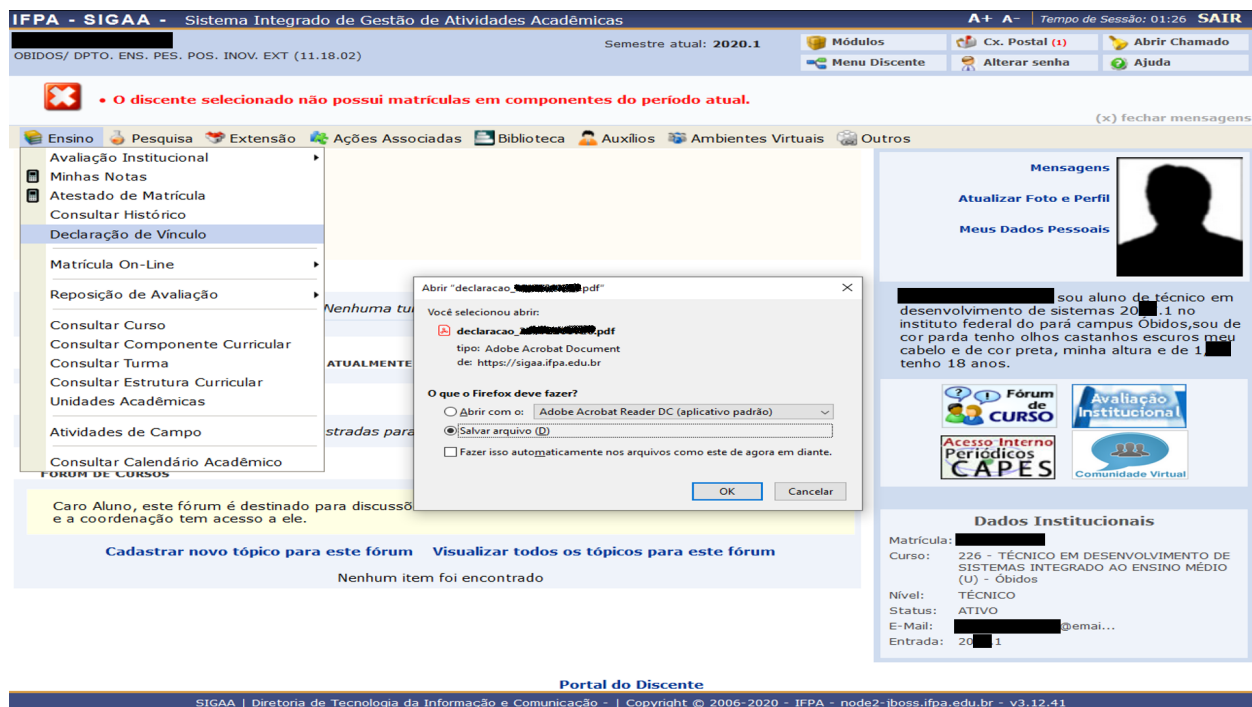 IFPA - SIGAA - Sistema Integrado de Gestão de Atividades Acadêmicas
A+ A- Tempo de Sessão: 01:26 SAIR
OBIDOS/ DPTO. ENS. PES. POS. INOV. EXT (11.18.02)
Semestre atual: 2020.1
Módulos
Cx. Postal (1)
Abrir Chamado
Menu Discente
Alterar senha
Ajuda
• O discente selecionado não possui matrículas em componentes do período atual.
(x) fechar mensagens
Ensino Pesquisa Extensão Ações Associadas Biblioteca Auxílios Ambientes Virtuais Outros
Avaliação Institucional
Minhas Notas
Atestado de Matrícula
Consultar Histórico
Declaração de Vínculo
Matrícula On-Line
Reposição de Avaliação
Consultar Curso
Consultar Componente Curricular
Consultar Turma
Consultar Estrutura Curricular
Unidades Acadêmicas
Atividades de Campo
Consultar Calendário Acadêmico
Nenhuma tu
ATUALMENTE
stradas para
FÓRUM DE CURSOS
Abrir "declaracao_ .pdf"
Você selecionou abrir:
declaracao_ .pdf
tipo: Adobe Acrobat Document
de: https://sigaa.ifpa.edu.br
O que o Firefox deve fazer?
Abrir com o: Adobe Acrobat Reader DC (aplicativo padrão)
Salvar arquivo (D)
Fazer isso automaticamente nos arquivos como este de agora em diante.
OK Cancelar
Caro Aluno, este fórum é destinado para discussõ
e a coordenação tem acesso a ele.
Cadastrar novo tópico para este fórum Visualizar todos os tópicos para este fórum
Nenhum item foi encontrado
Mensagens
Atualizar Foto e Perfil
Meus Dados Pessoais
sou aluno de técnico em
desenvolvimento de sistemas 20 .1 no
instituto federal do pará campus Óbidos,sou de
cor parda tenho olhos castanhos escuros meu
cabelo e de cor preta, minha altura e de 1,
tenho 18 anos.
Fórum
de
CURSO
Avaliação
Institucional
Acesso Interno
Periódicos
CAPES
Comunidade Virtual
Dados Institucionais
Matrícula:
Curso: 226 - TÉCNICO EM DESENVOLVIMENTO DE
SISTEMAS INTEGRADO AO ENSINO MÉDIO
(U) - Óbidos
Nível: TÉCNICO
Status: ATIVO
E-Mail: @emai...
Entrada: 20 .1
Portal do Discente
SIGAA | Diretoria de Tecnologia da Informação e Comunicação - | Copyright © 2006-2020 - IFPA - node2-jboss.ifpa.edu.br - v3.12.41